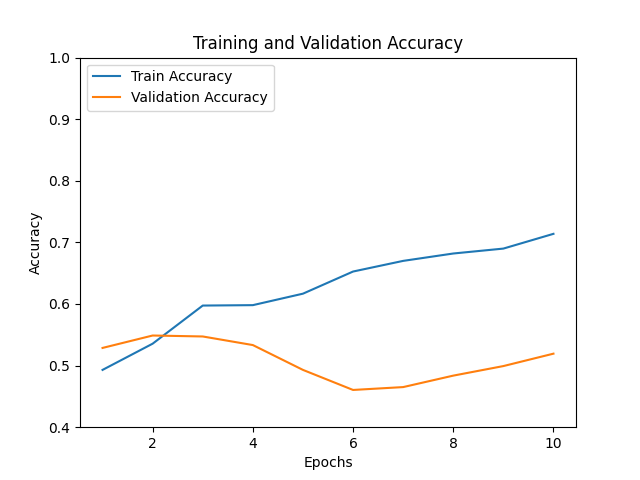 Training and Validation Accuracy
Train Accuracy
Validation Accuracy
Accuracy
1.0
0.9
0.8
0.7
0.6
0.5
0.4
2 4 6 8 10
Epochs